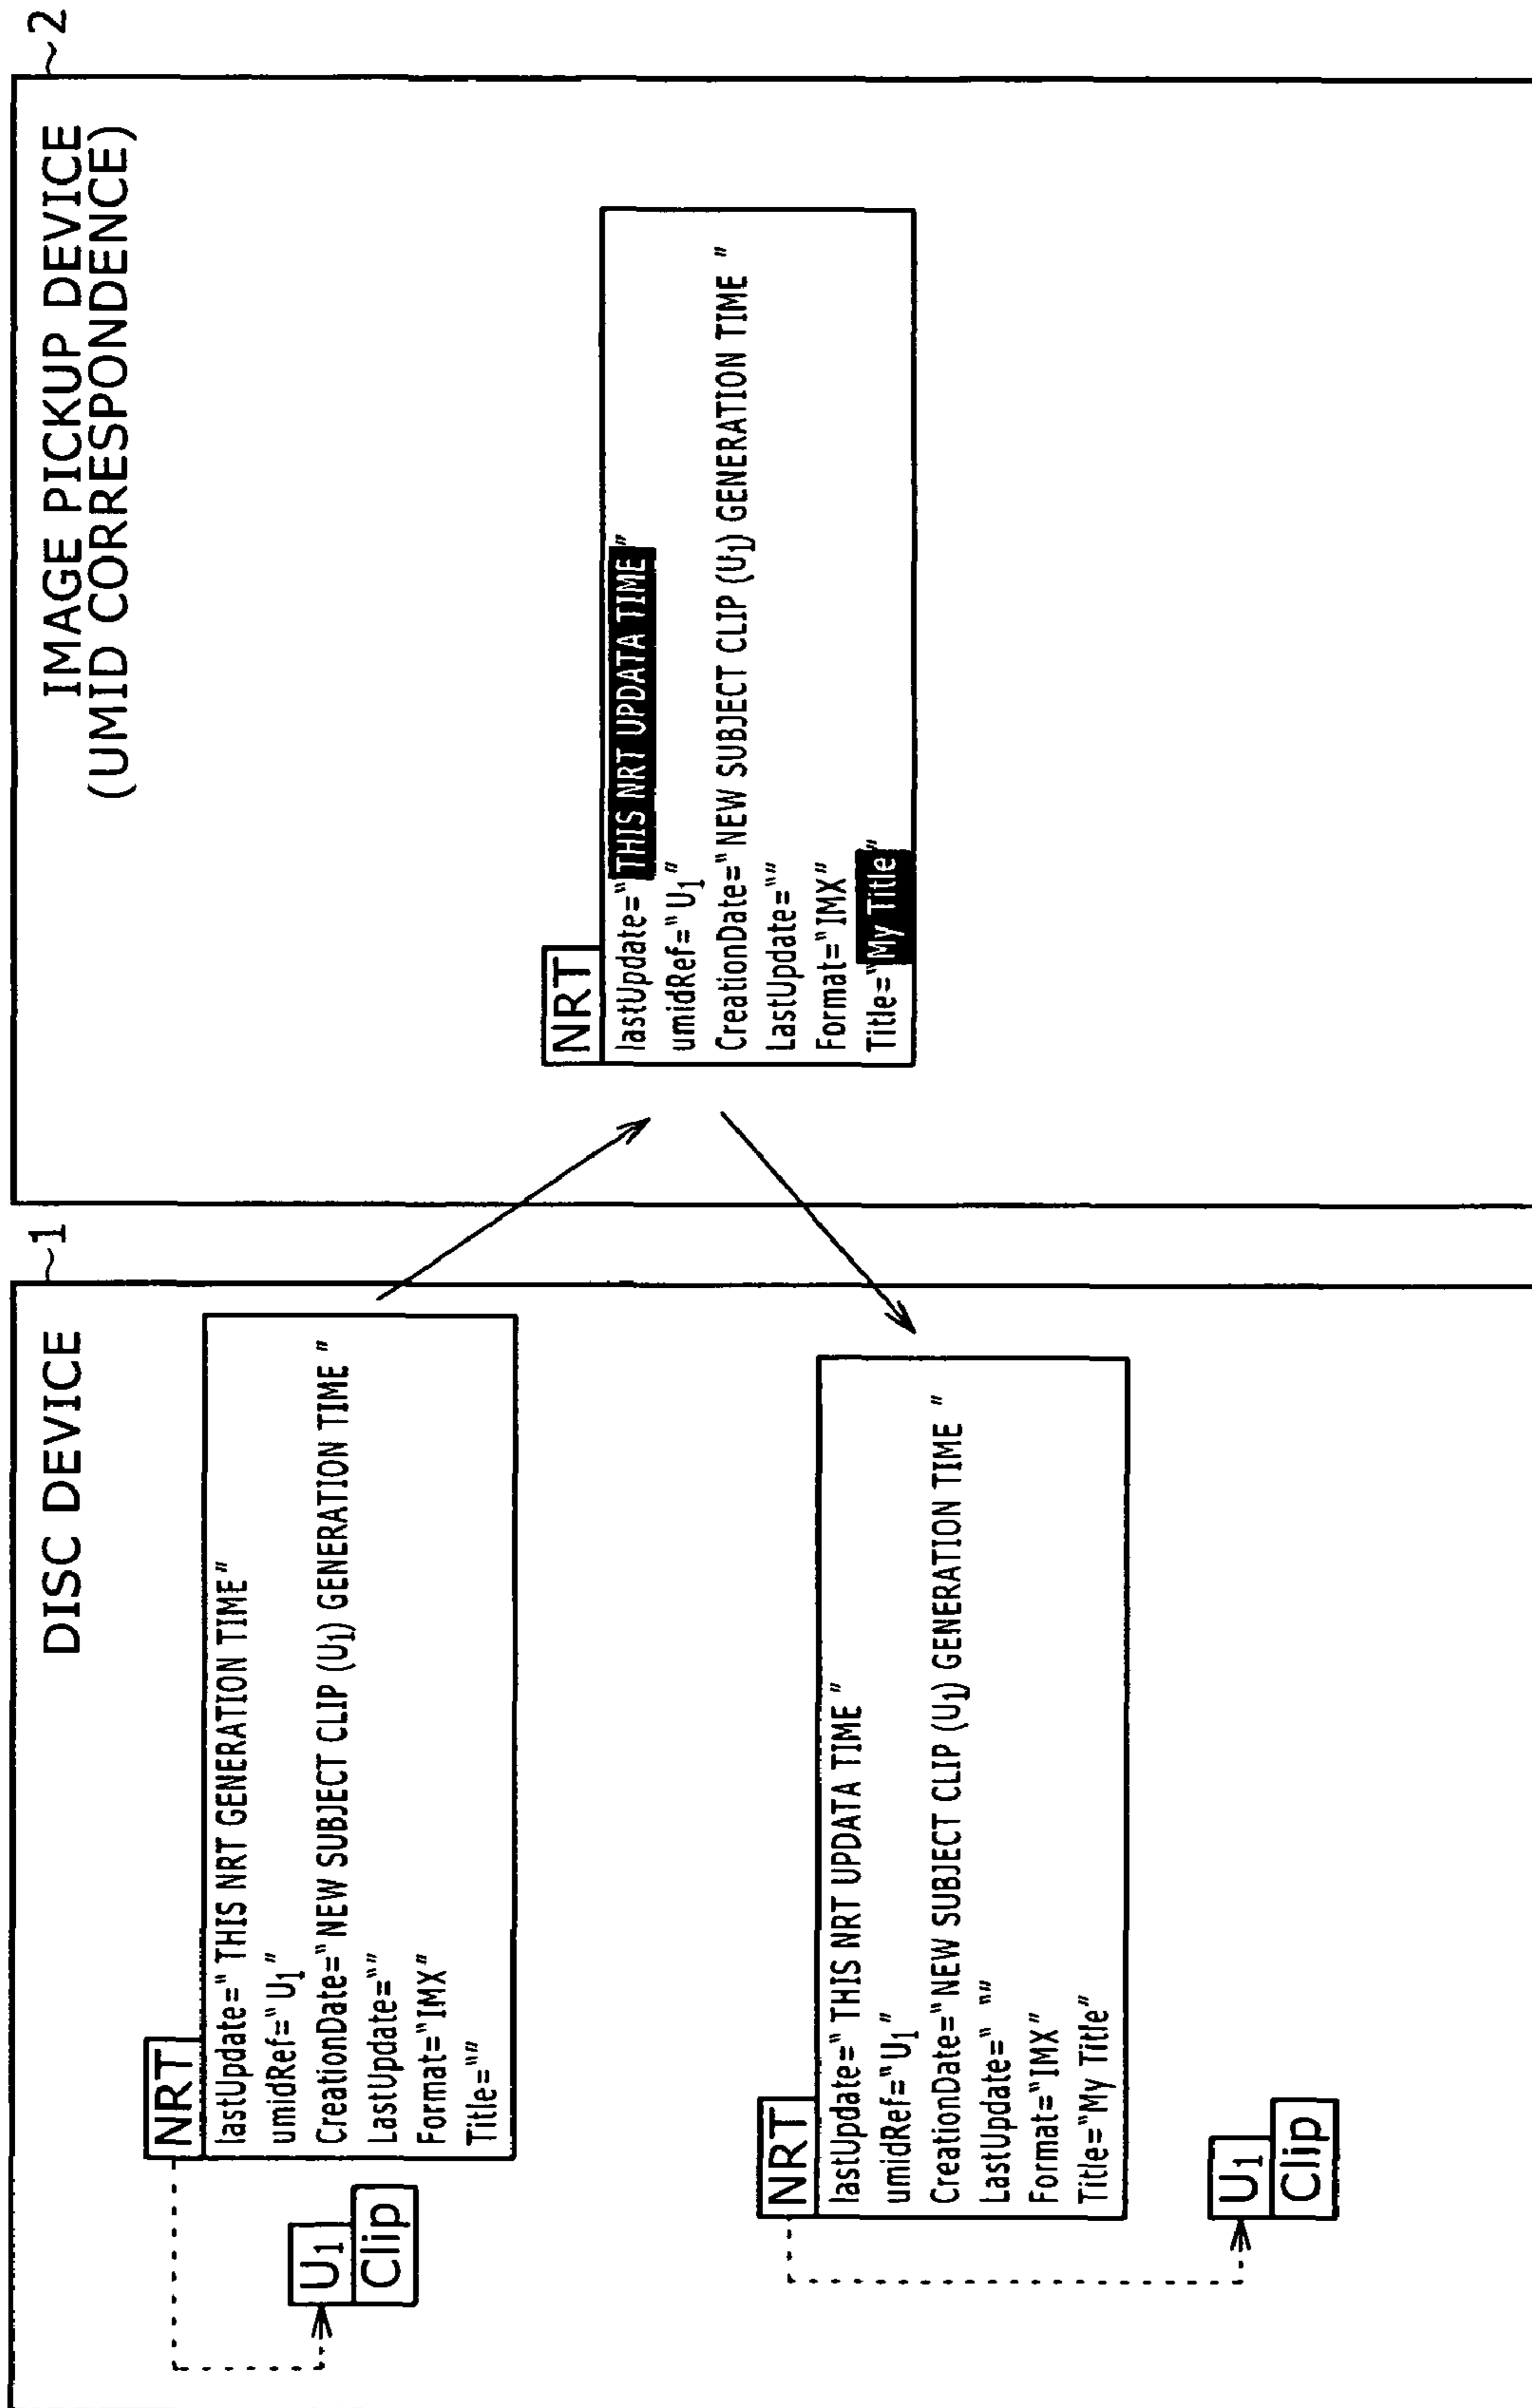 DISC DEVICE
~1
NRT
lastUpdate="THIS NRT GENERATION TIME"
umidRef="U1"
CreationDate="NEW SUBJECT CLIP (U1) GENERATION TIME "
LastUpdate=""
Format="IMX"
Title=""
U1
Clip
NRT
lastUpdate="THIS NRT UPDATA TIME"
umidRef="U1"
CreationDate="NEW SUBJECT CLIP (U1) GENERATION TIME "
LastUpdate=" ""
Format="IMX"
Title="My Title"
U1
Clip
IMAGE PICKUP DEVICE
(UMID CORRESPONDENCE)
~2
NRT
lastUpdate="THIS NRT UPDATA TIME"
umidRef="U1"
CreationDate="NEW SUBJECT CLIP (U1) GENERATION TIME "
LastUpdate=""
Format="IMX"
Title="My Title"